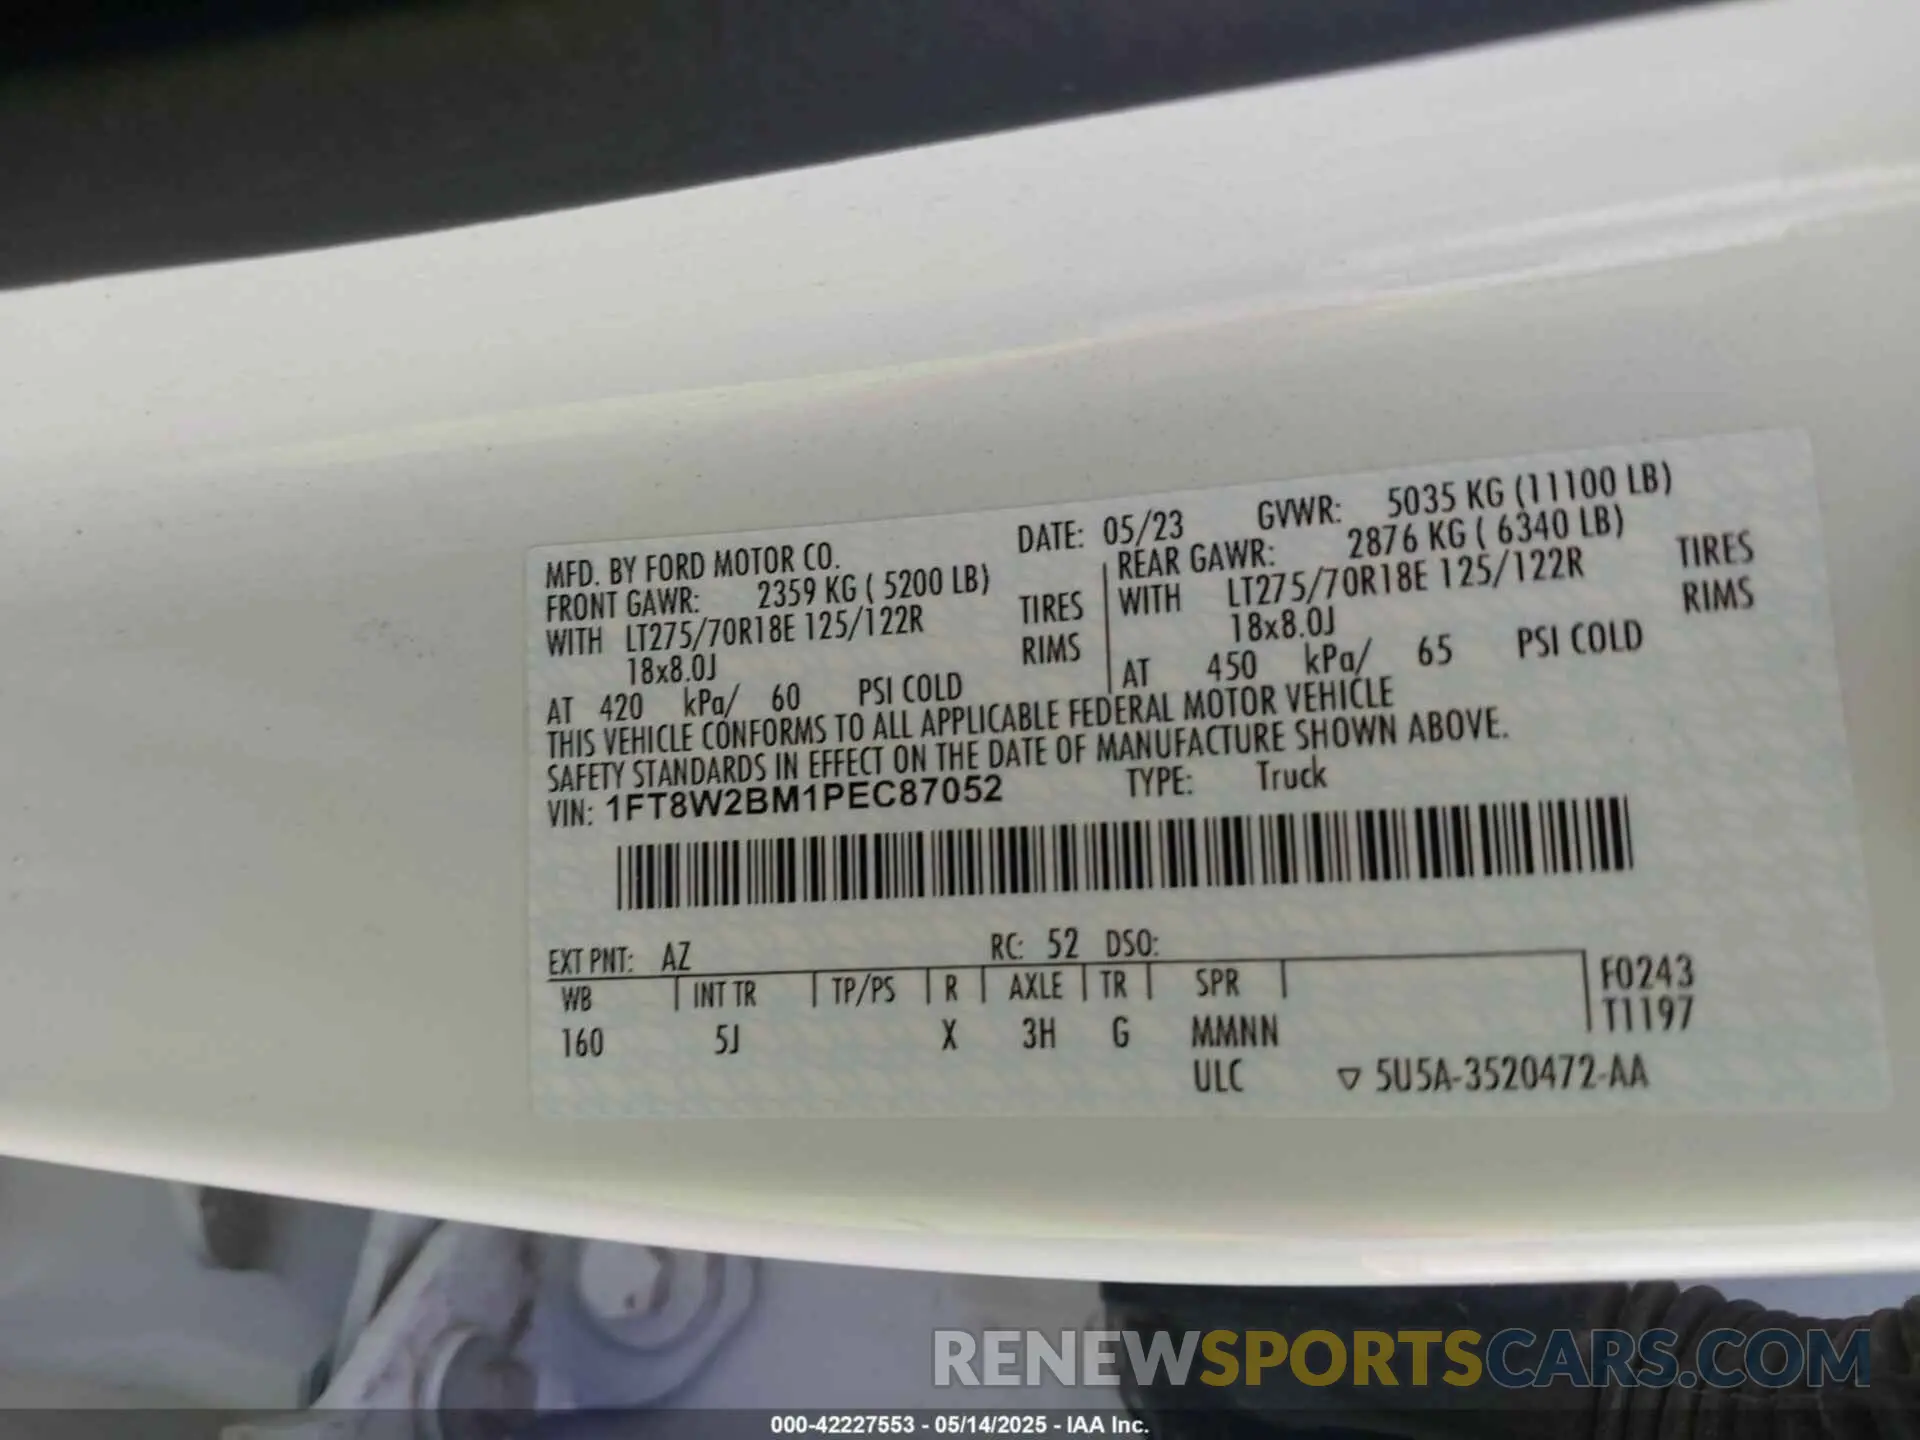 MFD. BY FORD MOTOR CO. DATE: 05/23 GVWR: 5035 KG (11100 LB)
FRONT GAWR: 2359 KG ( 5200 LB) REAR GAWR: 2876 KG ( 6340 LB)
WITH LT275/70R18E 125/122R TIRES WITH LT275/70R18E 125/122R TIRES
18x8.0J RIMS 18x8.0J RIMS
AT 420 kPa/ 60 PSI COLD AT 450 kPa/ 65 PSI COLD
THIS VEHICLE CONFORMS TO ALL APPLICABLE FEDERAL MOTOR VEHICLE
SAFETY STANDARDS IN EFFECT ON THE DATE OF MANUFACTURE SHOWN ABOVE.
VIN: 1FT8W2BM1PEC87052 TYPE: Truck
EXT PNT: AZ RC: 52 DSO:
WB INT TR TP/PS R AXLE TR SPR F0243
160 5J X 3H G MMNN T1197
ULC ▽ 5U5A-3520472-AA
RENEWSPORTSCARS.COM
000-42227553 - 05/14/2025 - IAA Inc.